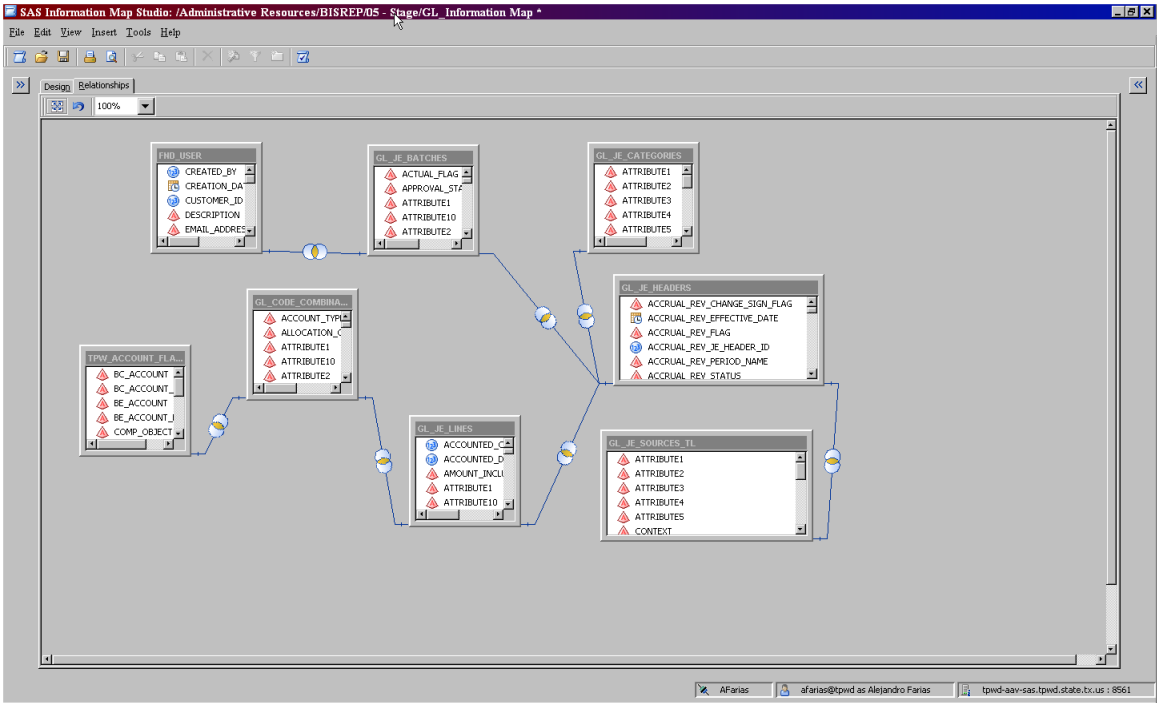 SAS Information Map Studio: /Administrative Resources/BISREP/05 - Stage/GL_Information Map *
File Edit View Insert Tools Help
Design Relationships
100%
FND_USER
CREATED_BY
CREATION_DA
CUSTOMER_ID
DESCRIPTION
EMAIL_ADDRES
GL_JE_BATCHES
ACTUAL_FLAG
APPROVAL_STA
ATTRIBUTE1
ATTRIBUTE10
ATTRIBUTE2
GL_JE_CATEGORIES
ATTRIBUTE1
ATTRIBUTE2
ATTRIBUTE3
ATTRIBUTE4
ATTRIBUTE5
GL_CODE_COMBINA...
ACCOUNT_TYPE
ALLOCATION_C
ATTRIBUTE1
ATTRIBUTE10
ATTRIBUTE2
GL_JE_HEADERS
ACCRUAL_REV_CHANGE_SIGN_FLAG
ACCRUAL_REV_EFFECTIVE_DATE
ACCRUAL_REV_FLAG
ACCRUAL_REV_JE_HEADER_ID
ACCRUAL_REV_PERIOD_NAME
ACCRUAL_REV_STATUS
TPW_ACCOUNT_FLA...
BC_ACCOUNT
BC_ACCOUNT_
BE_ACCOUNT
BE_ACCOUNT_I
COMP_OBJECT
GL_JE_LINES
ACCOUNTED_C
ACCOUNTED_D
AMOUNT_INCLU
ATTRIBUTE1
ATTRIBUTE10
GL_JE_SOURCES_TL
ATTRIBUTE1
ATTRIBUTE2
ATTRIBUTE3
ATTRIBUTE4
ATTRIBUTE5
CONTEXT
AFarias afarias@tpwd as Alejandro Farias tpwd-aav-sas.tpwd.state.tx.us : 8561